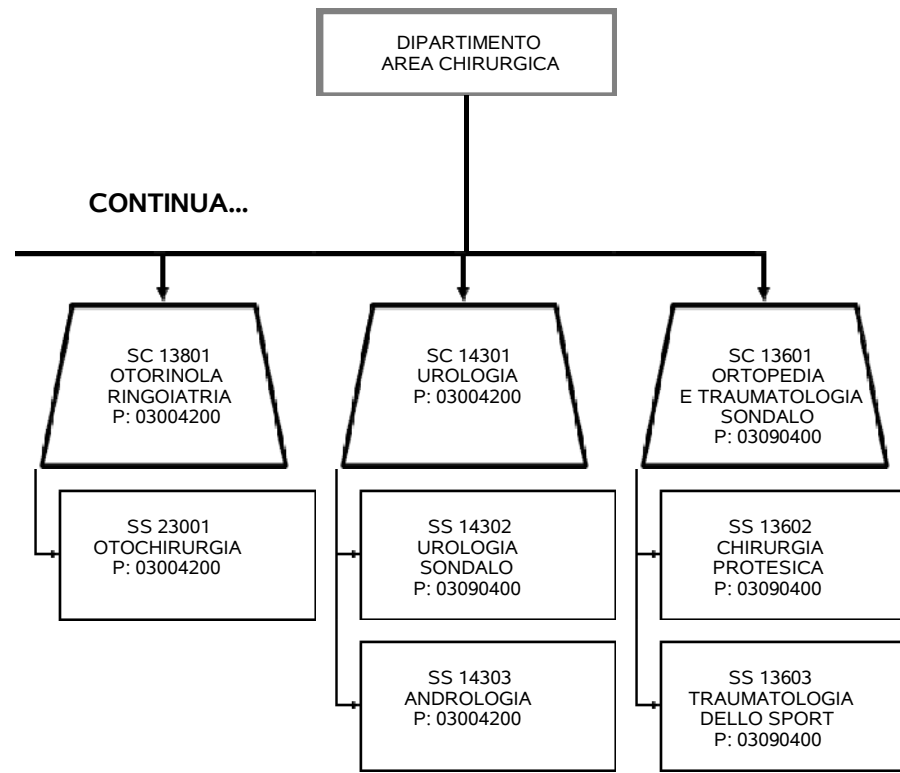 DIPARTIMENTO
AREA CHIRURGICA
CONTINUA...
SC 13801
OTORINOLA
RINGOIATRIA
P: 03004200
SC 14301
UROLOGIA
P: 03004200
SC 13601
ORTOPEDIA
E TRAUMATOLOGIA
SONDALO
P: 03090400
SS 23001
OTOCHIRURGIA
P: 03004200
SS 14302
UROLOGIA
SONDALO
P: 03090400
SS 13602
CHIRURGIA
PROTESICA
P: 03090400
SS 14303
ANDROLOGIA
P: 03004200
SS 13603
TRAUMATOLOGIA
DELLO SPORT
P: 03090400